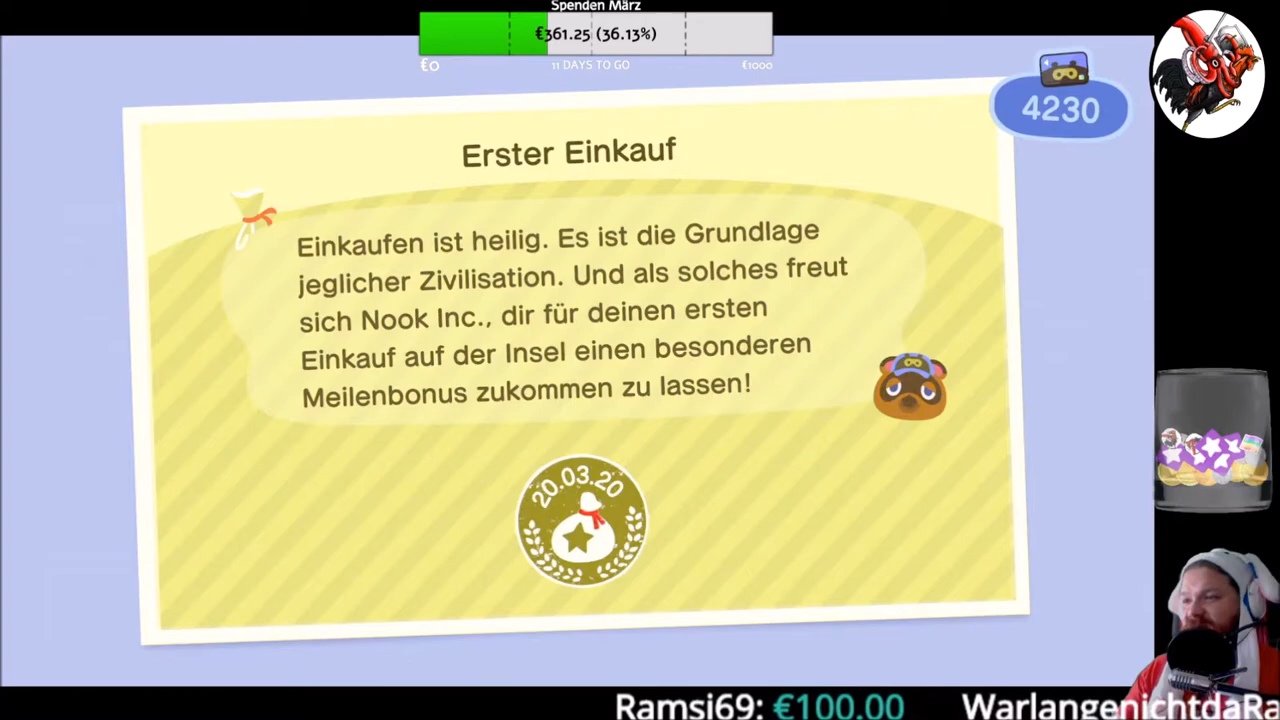 Spenden März
€361.25 (36.13%)
€0
11 DAYS TO GO
€1000
4230
Erster Einkauf
Einkaufen ist heilig. Es ist die Grundlage
jeglicher Zivilisation. Und als solches freut
sich Nook Inc., dir für deinen ersten
Einkauf auf der Insel einen besonderen
Meilenbonus zukommen zu lassen!
20.03.20
Ramsi69: €100.00
WarlangenichtdaRa